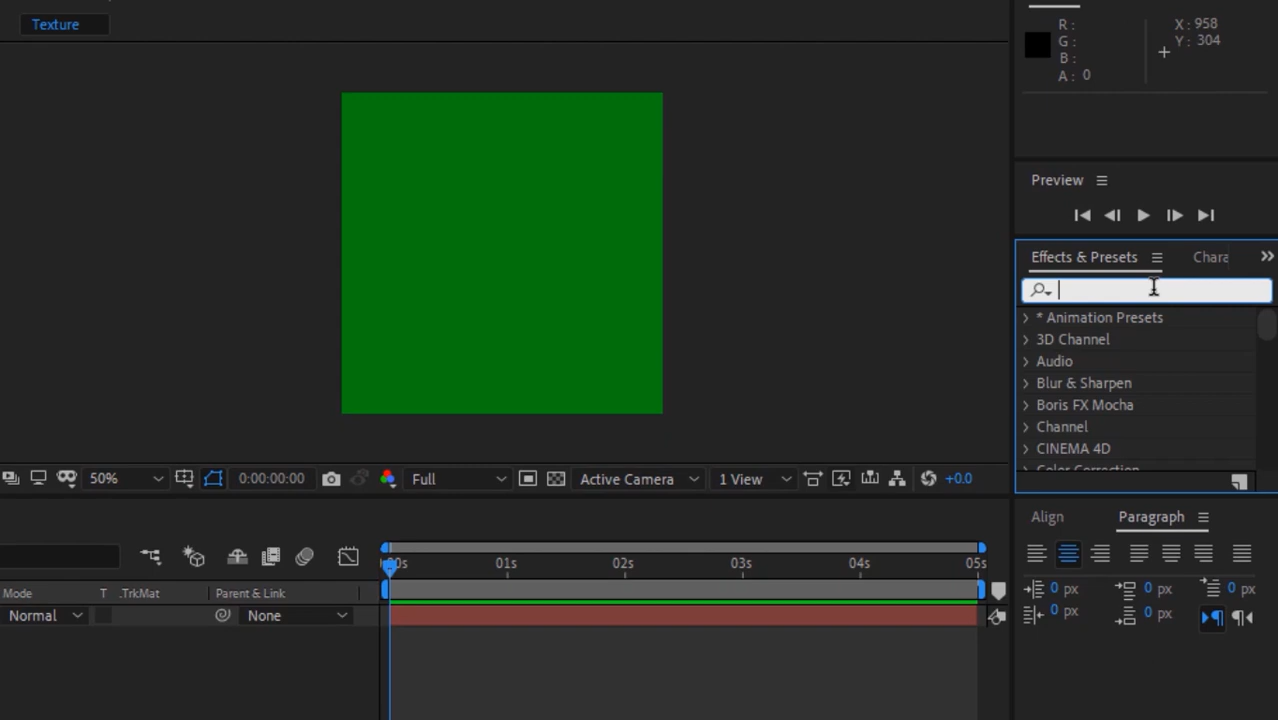 Texture
R :
G :
B :
A : 0
X : 958
Y : 304
Preview
Effects & Presets
Chara
* Animation Presets
3D Channel
Audio
Blur & Sharpen
Boris FX Mocha
Channel
CINEMA 4D
Color Correction
50%
0:00:00:00
Full
Active Camera
1 View
+0.0
Align
Paragraph
00s
01s
02s
03s
04s
05s
Mode
T
.TrkMat
Parent & Link
Normal
None
0 px
0 px
0 px
0 px
0 px